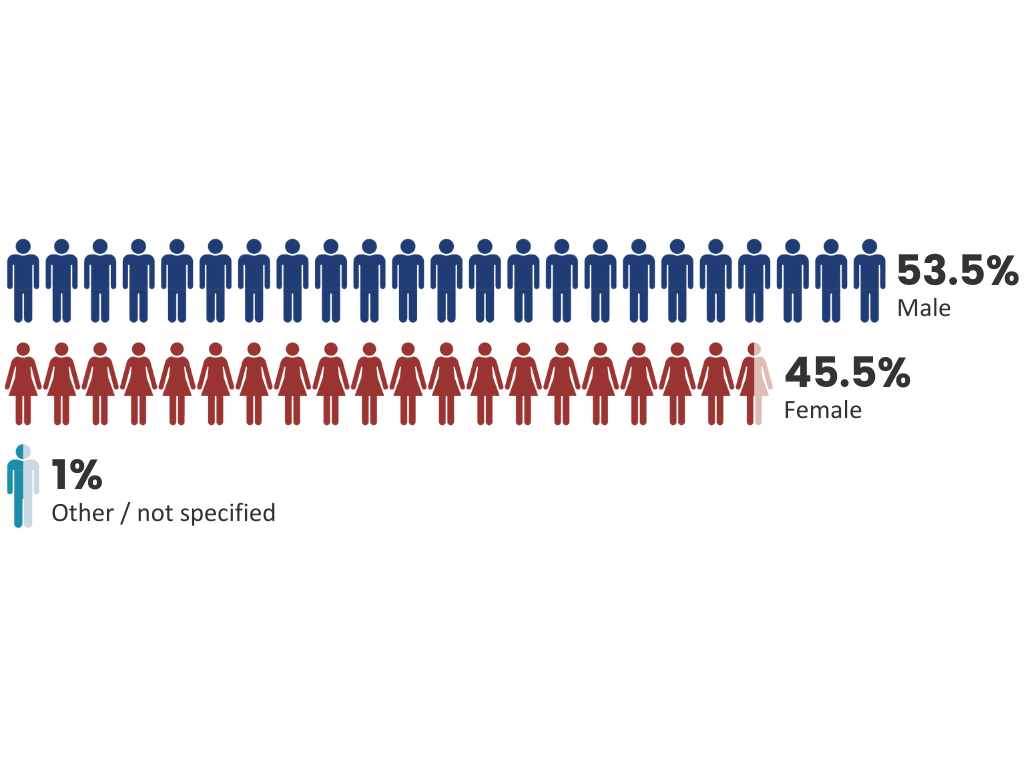 53.5%
Male
45.5%
Female
1%
Other / not specified